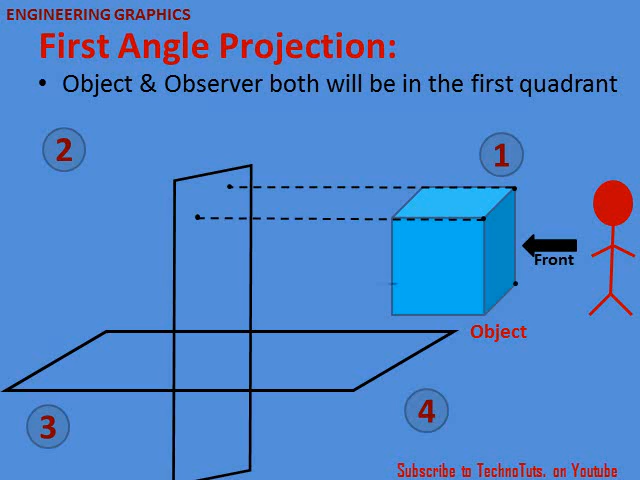 ENGINEERING GRAPHICS
First Angle Projection:
• Object & Observer both will be in the first quadrant
2
1
Front
Object
3
4
Subscribe to TechnoTuts. on Youtube